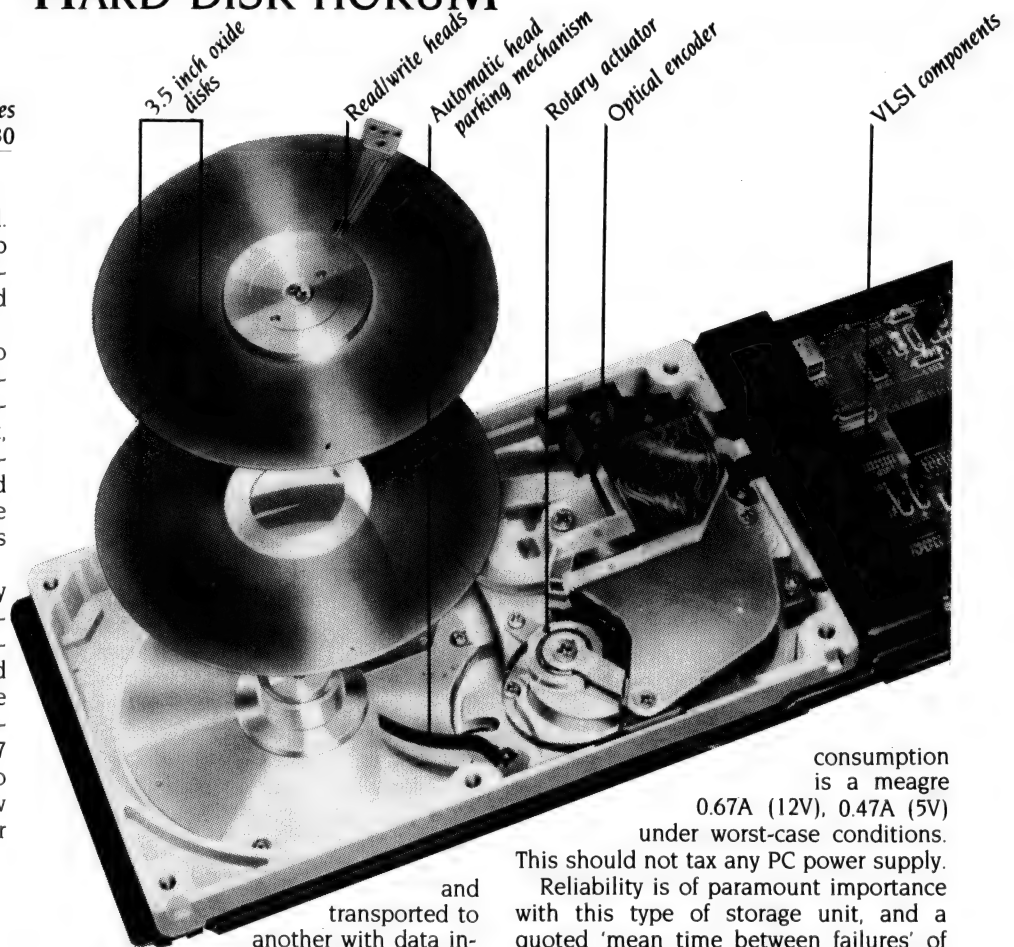 HARD DISK HOKUM
3.5 inch oxide
disks
Read/write heads
Automatic head
parking mechanism
Rotary actuator
Optical encoder
VLSI components
es
30
and
transported to
another with data in-
consumption
is a meagre
0.67A (12V), 0.47A (5V)
under worst-case conditions.
This should not tax any PC power supply.
Reliability is of paramount importance
with this type of storage unit, and a
quoted 'mean time between failures' of